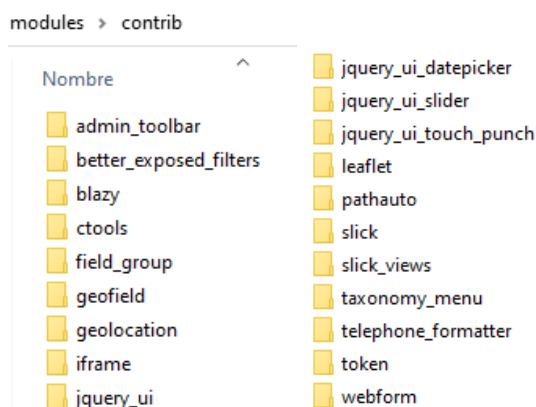 modules > contrib
Nombre
admin_toolbar
better_exposed_filters
blazy
ctools
field_group
geofield
geolocation
iframe
jquery_ui
jquery_ui_datepicker
jquery_ui_slider
jquery_ui_touch_punch
leaflet
pathauto
slick
slick_views
taxonomy_menu
telephone_formatter
token
webform